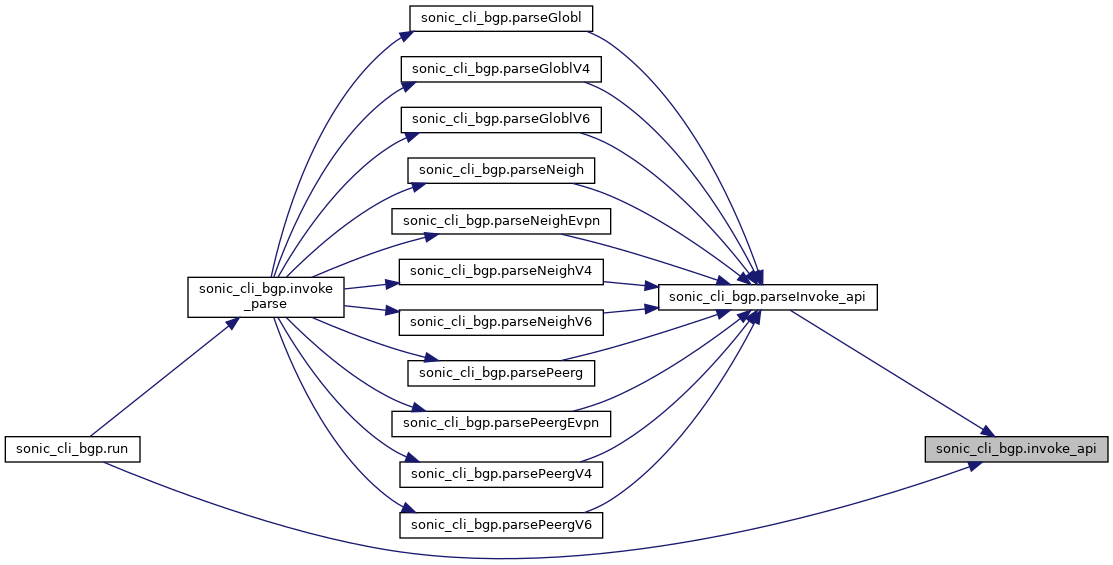 sonic_cli_bgp.parseGlobl
sonic_cli_bgp.parseGloblV4
sonic_cli_bgp.parseGloblV6
sonic_cli_bgp.parseNeigh
sonic_cli_bgp.parseNeighEvpn
sonic_cli_bgp.parseNeighV4
sonic_cli_bgp.invoke
_parse
sonic_cli_bgp.parseInvoke_api
sonic_cli_bgp.parseNeighV6
sonic_cli_bgp.parsePeerg
sonic_cli_bgp.parsePeergEvpn
sonic_cli_bgp.run
sonic_cli_bgp.invoke_api
sonic_cli_bgp.parsePeergV4
sonic_cli_bgp.parsePeergV6